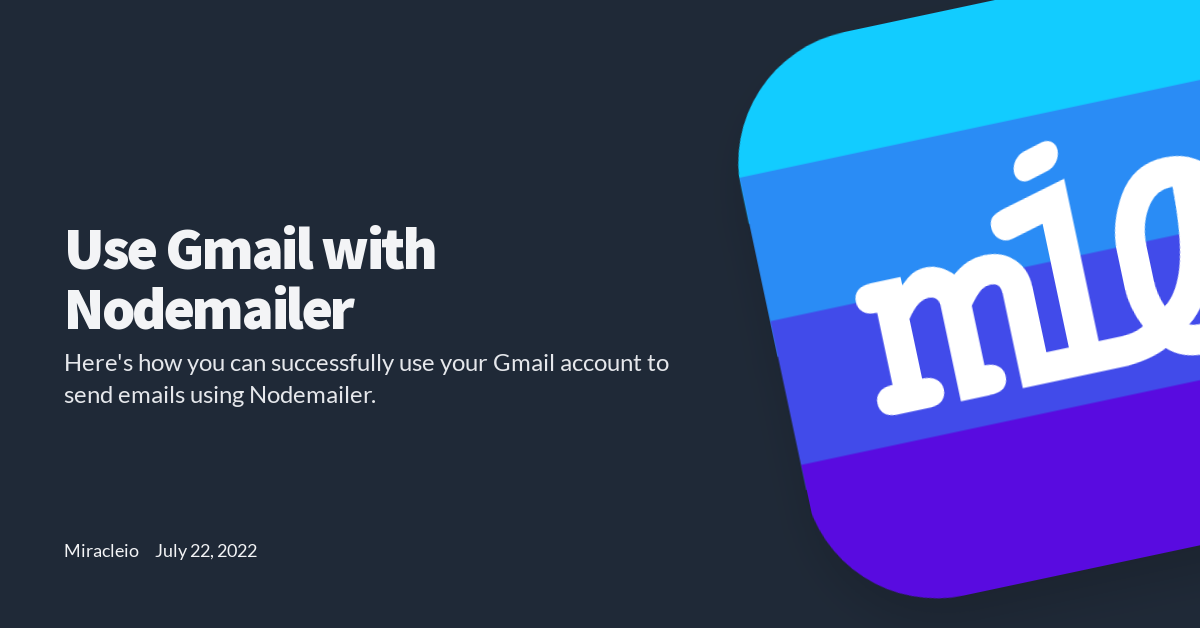 Use Gmail with
Nodemailer
Here's how you can successfully use your Gmail account to
send emails using Nodemailer.
Miracleio July 22, 2022